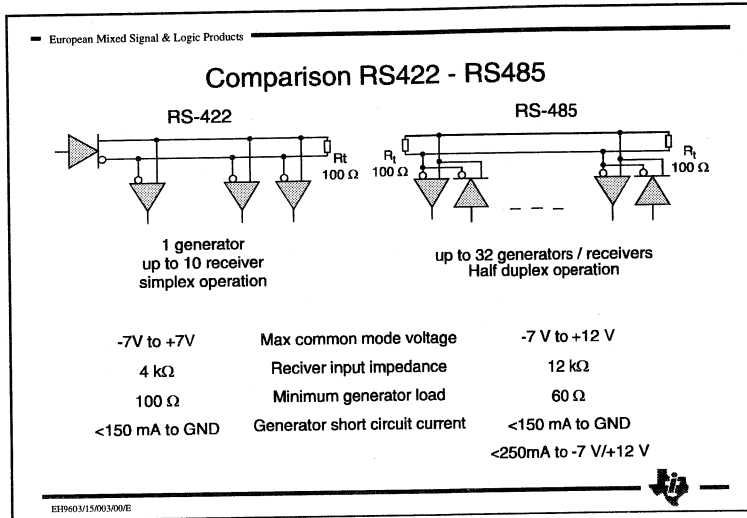 European Mixed Signal & Logic Products
Comparison RS422 - RS485
RS-422
RS-485
Rt
100 Ω
Rt
100 Ω
Rt
100 Ω
1 generator
up to 10 receiver
simplex operation
up to 32 generators / receivers
Half duplex operation
-7V to +7V Max common mode voltage -7 V to +12 V
4 kΩ Reciver input impedance 12 kΩ
100 Ω Minimum generator load 60 Ω
<150 mA to GND Generator short circuit current <150 mA to GND
<250mA to -7 V/+12 V
ti
EH9603/15/003/00/E